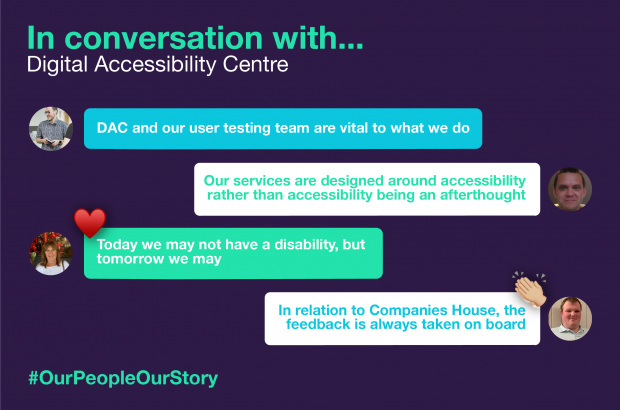 In conversation with...
Digital Accessibility Centre
DAC and our user testing team are vital to what we do
Our services are designed around accessibility
rather than accessibility being an afterthought
Today we may not have a disability, but
tomorrow we may
In relation to Companies House, the
feedback is always taken on board
#OurPeopleOurStory